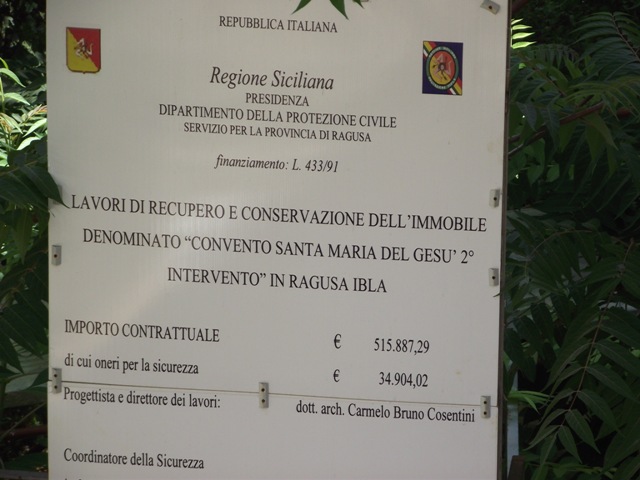 REPUBBLICA ITALIANA
Regione Siciliana
PRESIDENZA
DIPARTIMENTO DELLA PROTEZIONE CIVILE
SERVIZIO PER LA PROVINCIA DI RAGUSA
finanziamento: L. 433/91
LAVORI DI RECUPERO E CONSERVAZIONE DELL'IMMOBILE
DENOMINATO "CONVENTO SANTA MARIA DEL GESU' 2°
INTERVENTO" IN RAGUSA IBLA
IMPORTO CONTRATTUALE € 515.887,29
di cui oneri per la sicurezza € 34.904,02
Progettista e direttore dei lavori: dott. arch. Carmelo Bruno Cosentini
Coordinatore della Sicurezza